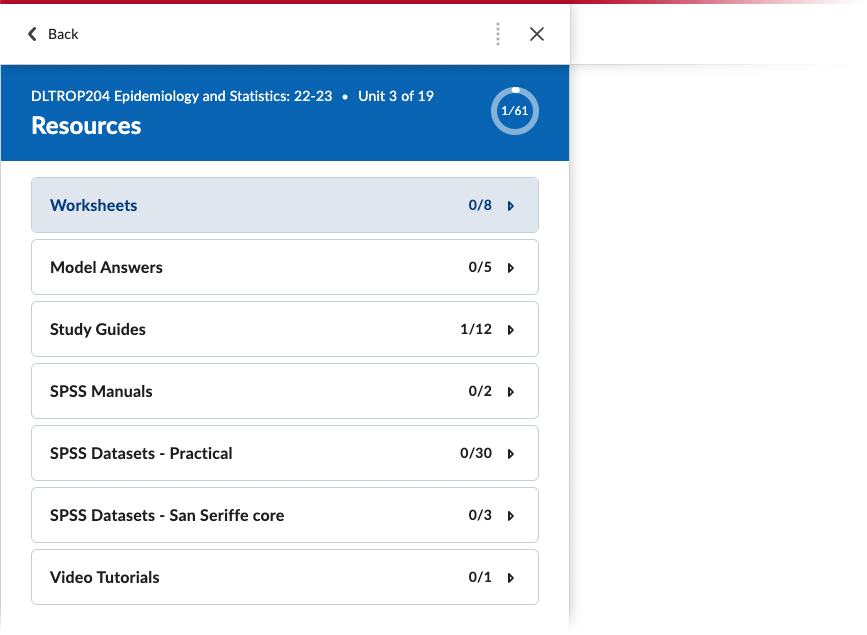 Back
DLTROP204 Epidemiology and Statistics: 22-23 • Unit 3 of 19
Resources
1/61
Worksheets 0/8
Model Answers 0/5
Study Guides 1/12
SPSS Manuals 0/2
SPSS Datasets - Practical 0/30
SPSS Datasets - San Seriffe core 0/3
Video Tutorials 0/1